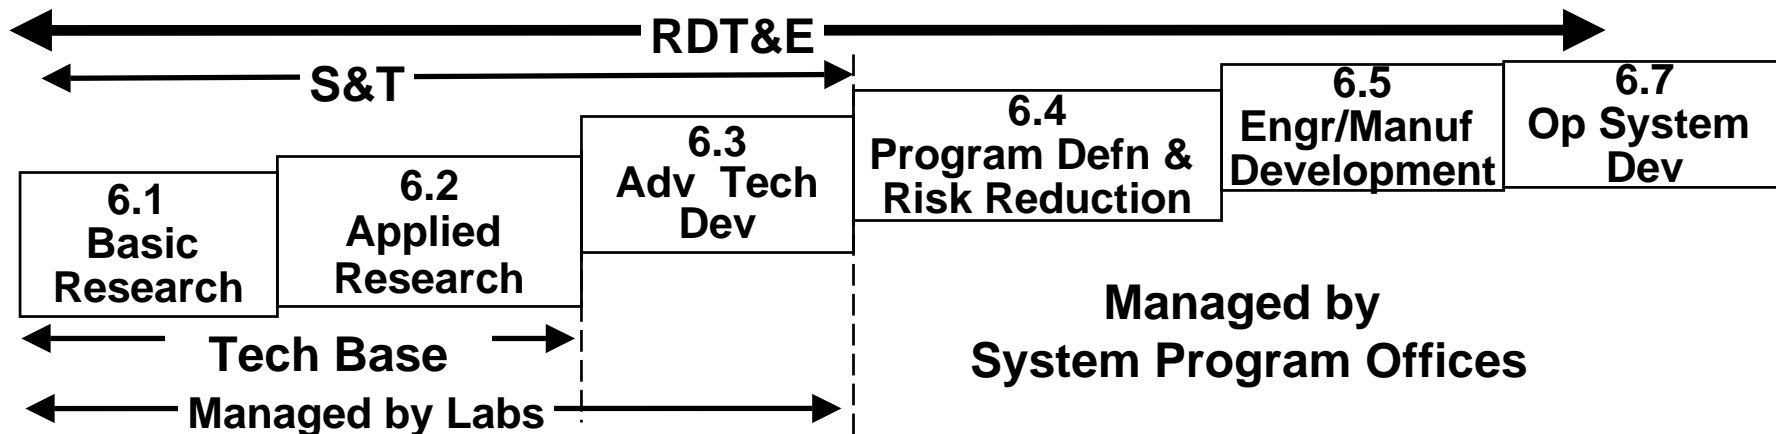 RDT&E
S&T
6.1
Basic
Research
6.2
Applied
Research
6.3
Adv Tech
Dev
6.4
Program Defn &
Risk Reduction
6.5
Engr/Manuf
Development
6.7
Op System
Dev
Tech Base
Managed by Labs
Managed by
System Program Offices